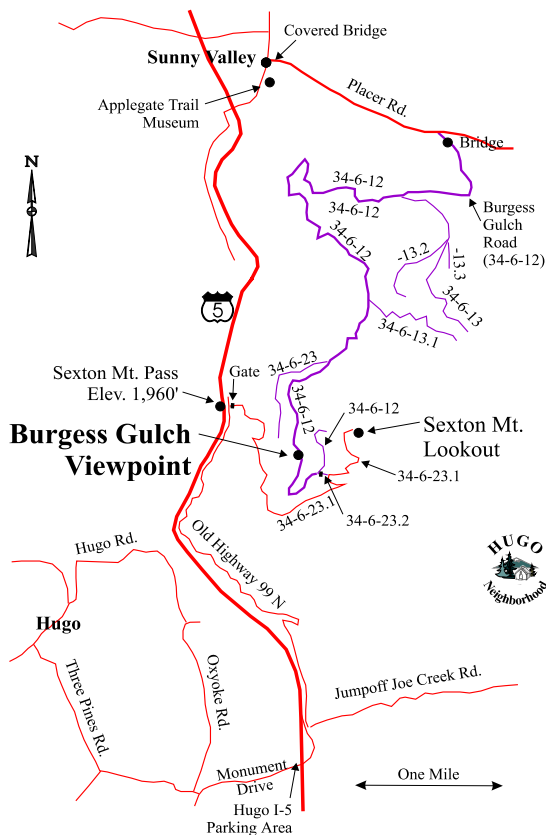 Covered Bridge
Sunny Valley
Applegate Trail
Museum
Placer Rd.
Bridge
N
34-6-12
34-6-12
34-6-12
Burgess
Gulch
Road
(34-6-12)
-13.2
-13.3
34-6-13
34-6-13.1
5
34-6-23
Sexton Mt. Pass
Elev. 1,960'
Gate
34-6-12
34-6-12
Burgess Gulch
Viewpoint
Sexton Mt.
Lookout
34-6-23.1
34-6-23.1
34-6-23.2
Old Highway 99 N
HUGO
Neighborhood
Hugo Rd.
Hugo
Three Pines Rd.
Oxyoke Rd.
Jumpoff Joe Creek Rd.
Monument
Drive
Hugo I-5
Parking Area
One Mile